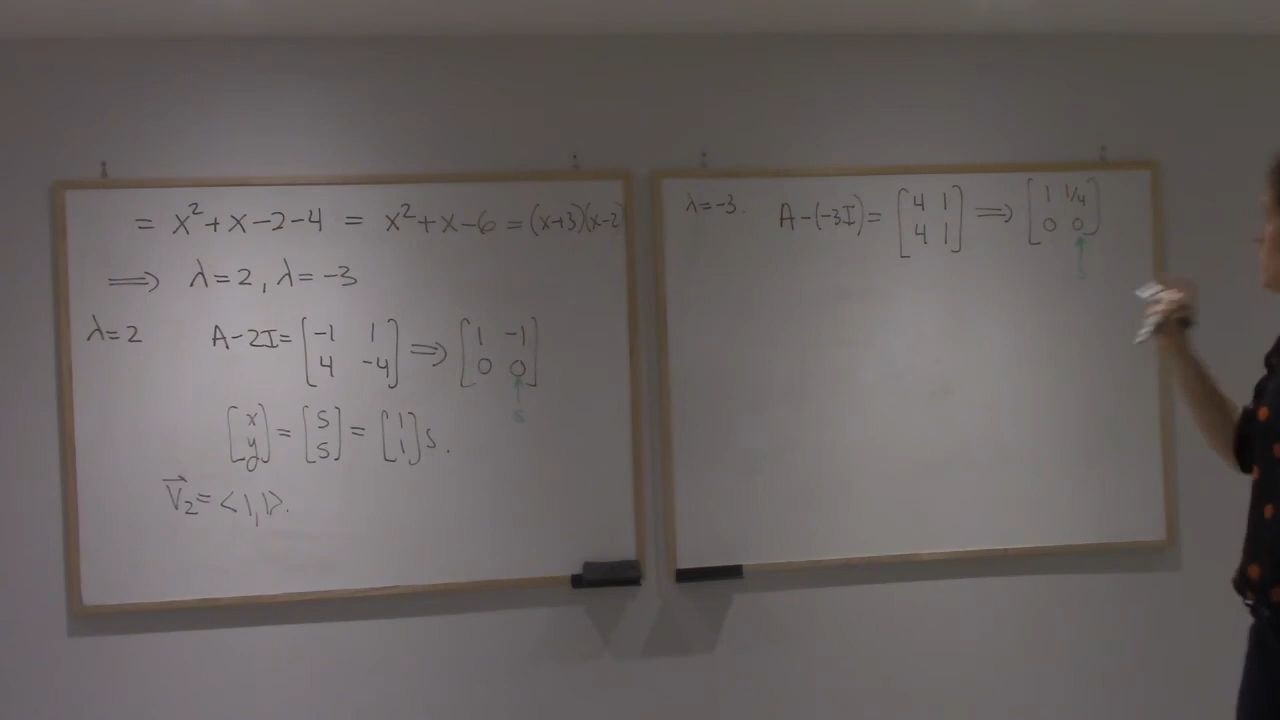 = x² + x - 2 - 4 = x² + x - 6 = (x+3)(x-2)
⟹ λ = 2, λ = -3
λ = 2 A - 2I = [-1 1; 4 -4] ⟹ [1 -1; 0 0]
s
[x; y] = [s; s] = [1; 1] s.
v⃗₂ = <1, 1>.
λ = -3. A - (-3I) = [4 1; 4 1] ⟹ [1 1/4; 0 0]
s